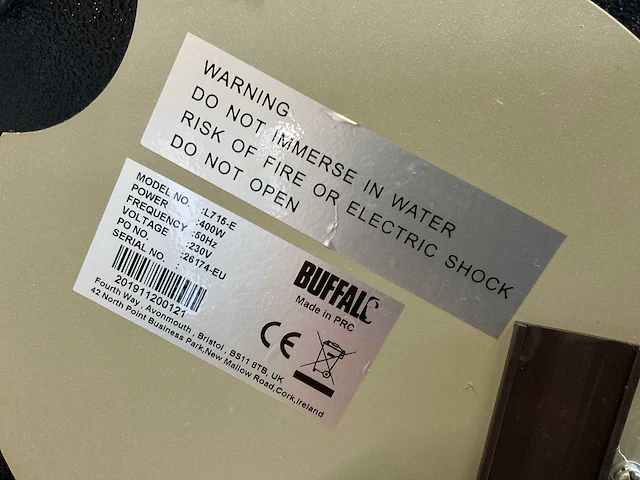 WARNING
DO NOT IMMERSE IN WATER
RISK OF FIRE OR ELECTRIC SHOCK
DO NOT OPEN
MODEL NO. :L715-E
POWER :400W
FREQUENCY :50Hz
VOLTAGE :230V
PO NO. :26174-EU
SERIAL NO. :
201911200121
BUFFALO
Made in PRC
CE
Fourth Way, Avonmouth, Bristol, BS11 8TB, UK
42 North Point Business Park, New Mallow Road, Cork, Ireland